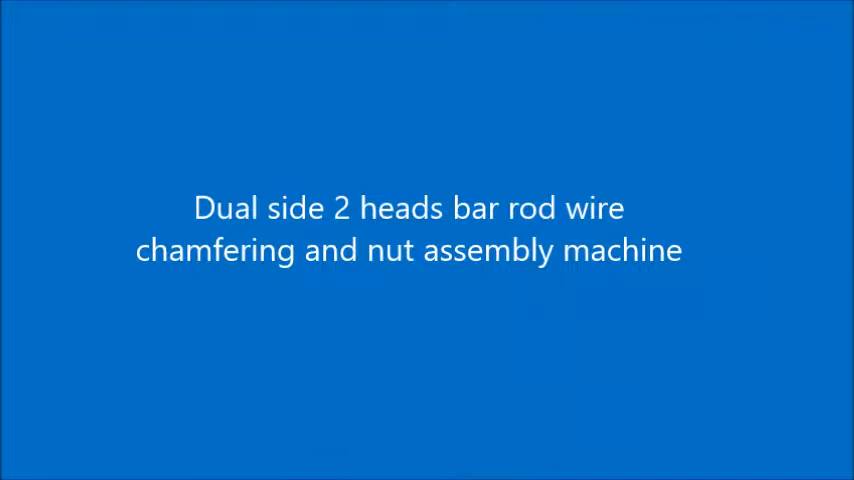 Dual side 2 heads bar rod wire
chamfering and nut assembly machine